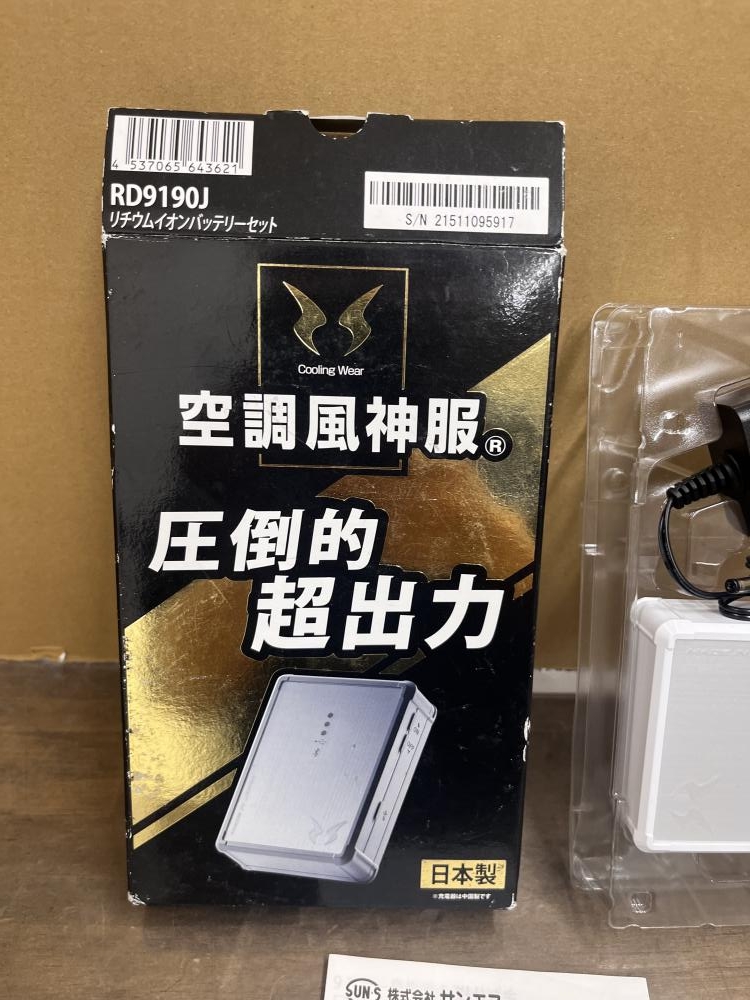 4 537065 643621
RD9190J
リチウムイオンバッテリーセット
S/N 21511095917
Cooling Wear
空調風神服®
圧倒的
超出力
日本製
※充電器は中国製です
SUN·S 株式会社サンエス